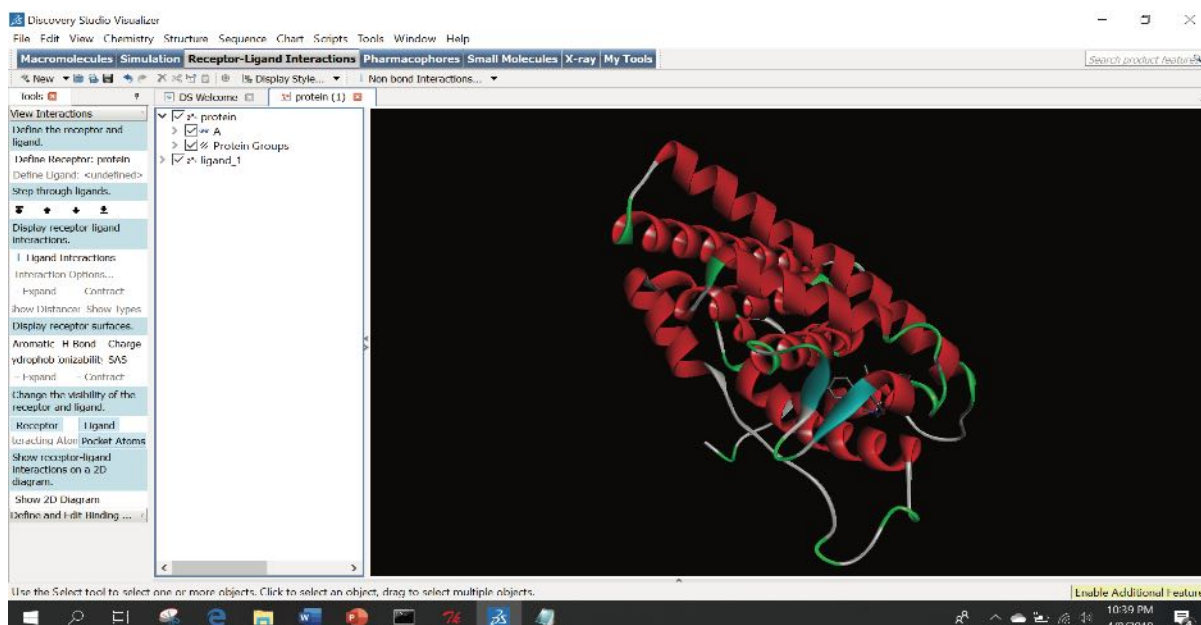 Discovery Studio Visualizer
File Edit View Chemistry Structure Sequence Chart Scripts Tools Window Help
Macromolecules Simulation Receptor-Ligand Interactions Pharmacophores Small Molecules X-ray My Tools
Search product features
New Display Style... Non bond Interactions...
Tools DS Welcome protein (1)
View Interactions
Define the receptor and
ligand.
Define Receptor: protein
Define Ligand: <undefined>
Step through ligands.
Display receptor ligand
interactions.
Ligand Interactions
Interaction Options...
Expand Contract
how Distances Show Types
Display receptor surfaces.
Aromatic H Bond Charge
ydrophob ionizabilit SAS
Expand Contract
Change the visibility of the
receptor and ligand.
Receptor Ligand
teracting Aton Pocket Atoms
Show receptor-ligand
interactions on a 2D
diagram.
Show 2D Diagram
Define and Edit Binding ...
protein
A
Protein Groups
ligand_1
Use the Select tool to select one or more objects. Click to select an object, drag to select multiple objects.
Enable Additional Feature
10:39 PM